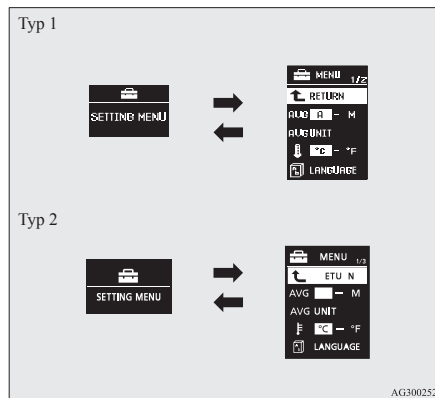 Typ 1
SETTING MENU
MENU 1/2
RETURN
AVG A - M
AVG UNIT
°C - °F
LANGUAGE
Typ 2
SETTING MENU
MENU 1/3
ETU N
AVG - M
AVG UNIT
°C - °F
LANGUAGE
AG300252